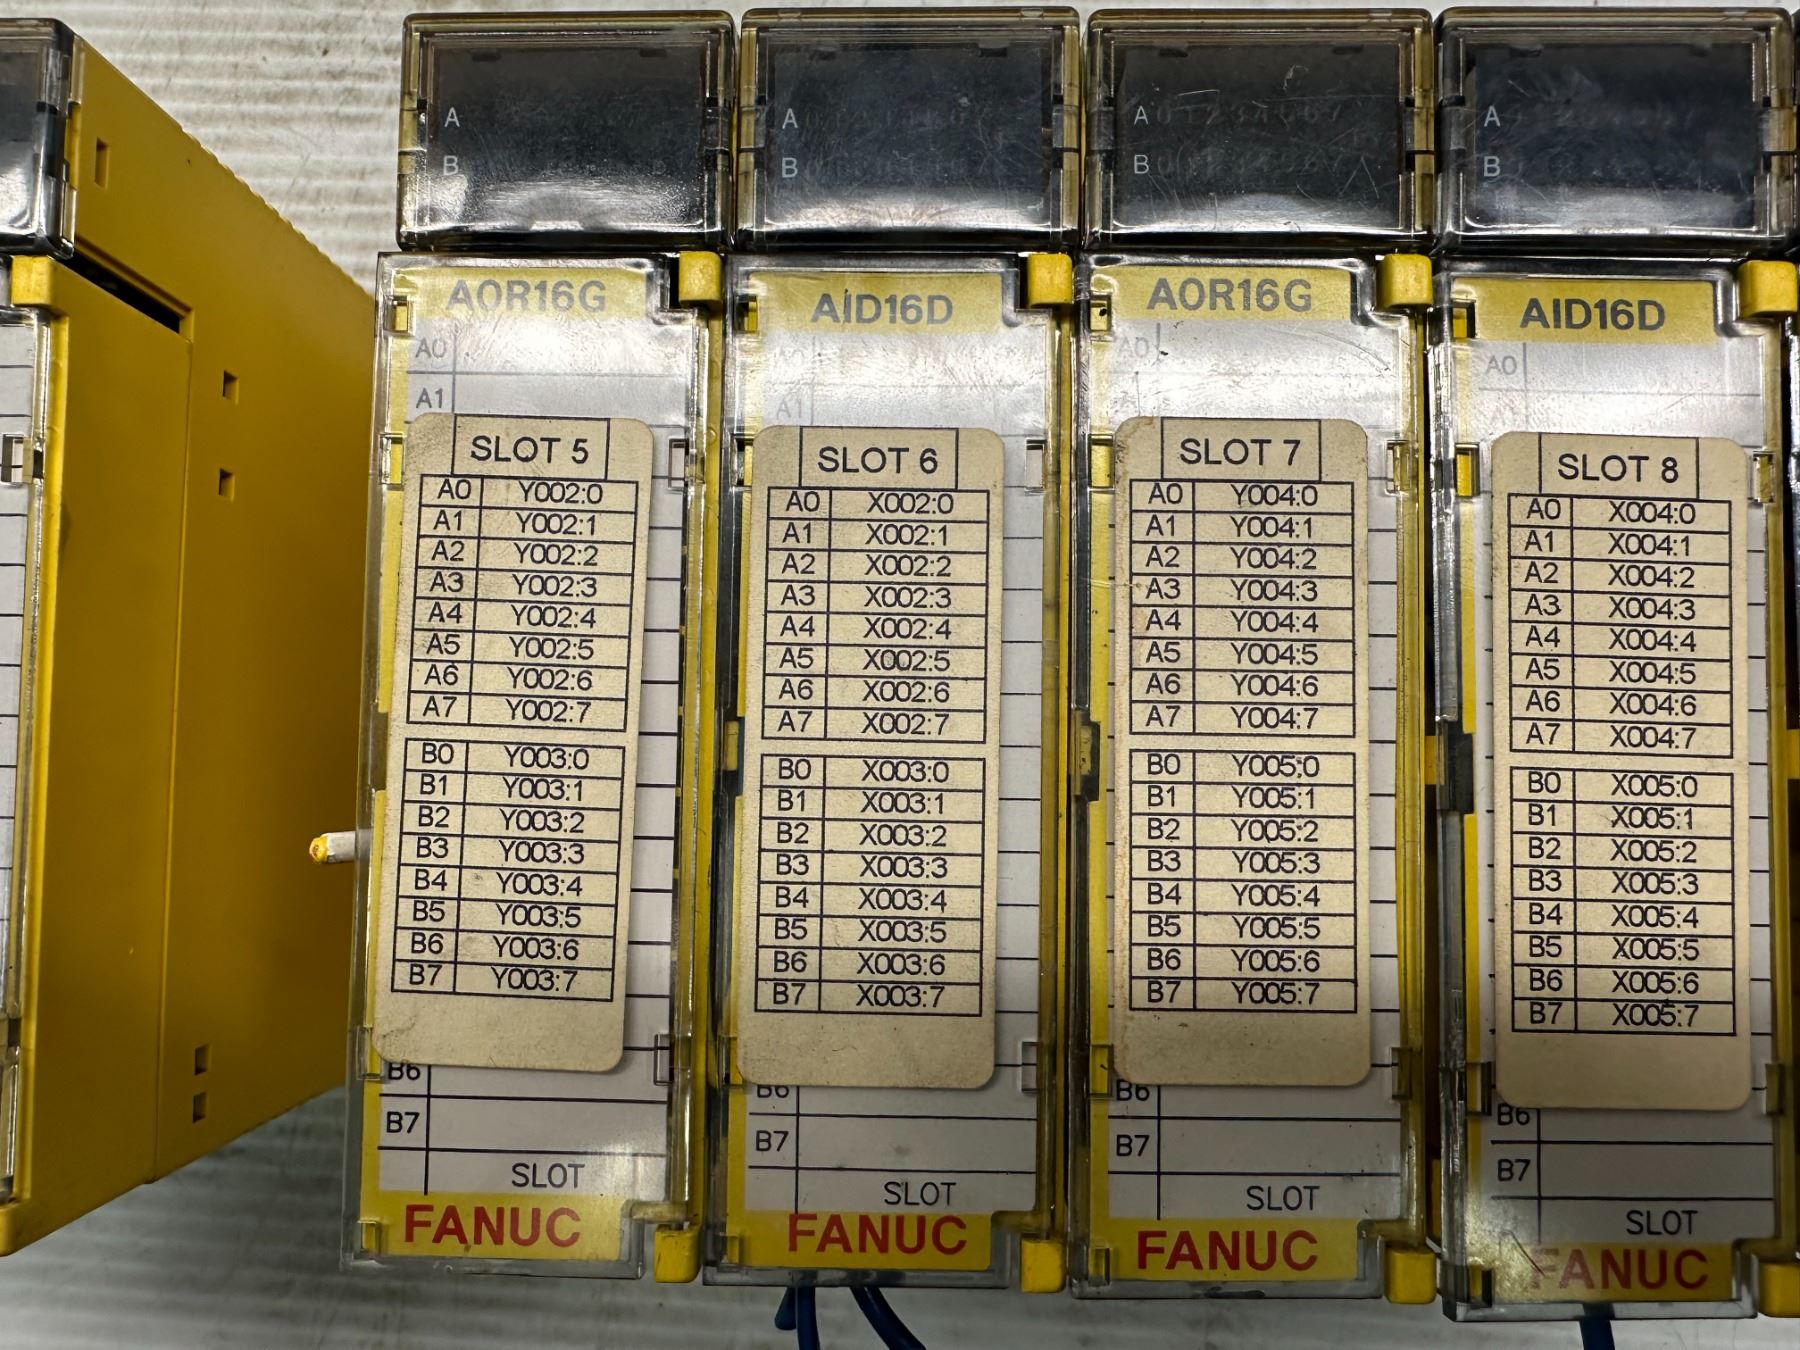 A
B
AOR16G
A0
A1
SLOT 5
A0 Y002:0
A1 Y002:1
A2 Y002:2
A3 Y002:3
A4 Y002:4
A5 Y002:5
A6 Y002:6
A7 Y002:7
B0 Y003:0
B1 Y003:1
B2 Y003:2
B3 Y003:3
B4 Y003:4
B5 Y003:5
B6 Y003:6
B7 Y003:7
B6
B7
SLOT
FANUC
A
B
AID16D
A0
A1
SLOT 6
A0 X002:0
A1 X002:1
A2 X002:2
A3 X002:3
A4 X002:4
A5 X002:5
A6 X002:6
A7 X002:7
B0 X003:0
B1 X003:1
B2 X003:2
B3 X003:3
B4 X003:4
B5 X003:5
B6 X003:6
B7 X003:7
B6
B7
SLOT
FANUC
A
B
AOR16G
A0
SLOT 7
A0 Y004:0
A1 Y004:1
A2 Y004:2
A3 Y004:3
A4 Y004:4
A5 Y004:5
A6 Y004:6
A7 Y004:7
B0 Y005:0
B1 Y005:1
B2 Y005:2
B3 Y005:3
B4 Y005:4
B5 Y005:5
B6 Y005:6
B7 Y005:7
B6
B7
SLOT
FANUC
A
B
AID16D
A0
SLOT 8
A0 X004:0
A1 X004:1
A2 X004:2
A3 X004:3
A4 X004:4
A5 X004:5
A6 X004:6
A7 X004:7
B0 X005:0
B1 X005:1
B2 X005:2
B3 X005:3
B4 X005:4
B5 X005:5
B6 X005:6
B7 X005:7
B6
B7
SLOT
FANUC